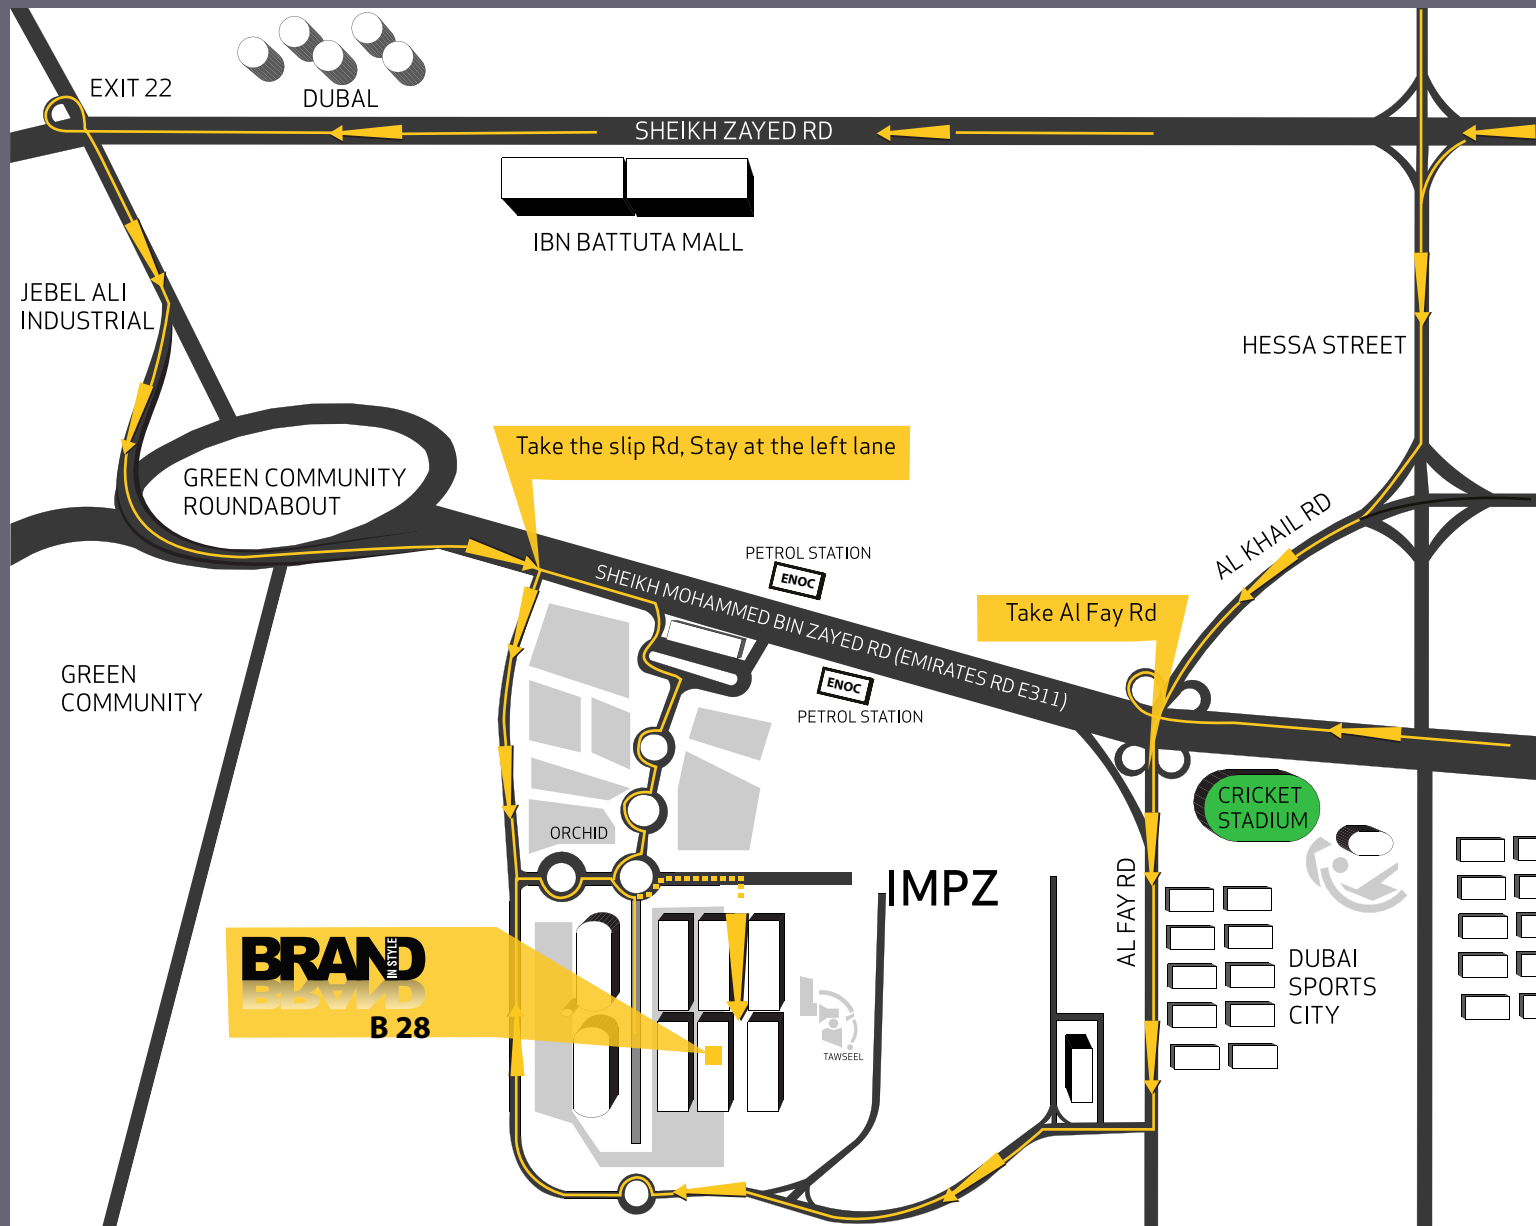 EXIT 22
DUBAL
SHEIKH ZAYED RD
IBN BATTUTA MALL
JEBEL ALI
INDUSTRIAL
HESSA STREET
Take the slip Rd, Stay at the left lane
GREEN COMMUNITY
ROUNDABOUT
AL KHAIL RD
PETROL STATION
ENOC
SHEIKH MOHAMMED BIN ZAYED RD (EMIRATES RD E311)
Take Al Fay Rd
GREEN
COMMUNITY
ENOC
PETROL STATION
CRICKET
STADIUM
ORCHID
IMPZ
AL FAY RD
BRAND
IN STYLE
B 28
DUBAI
SPORTS
CITY
TAWSEEL